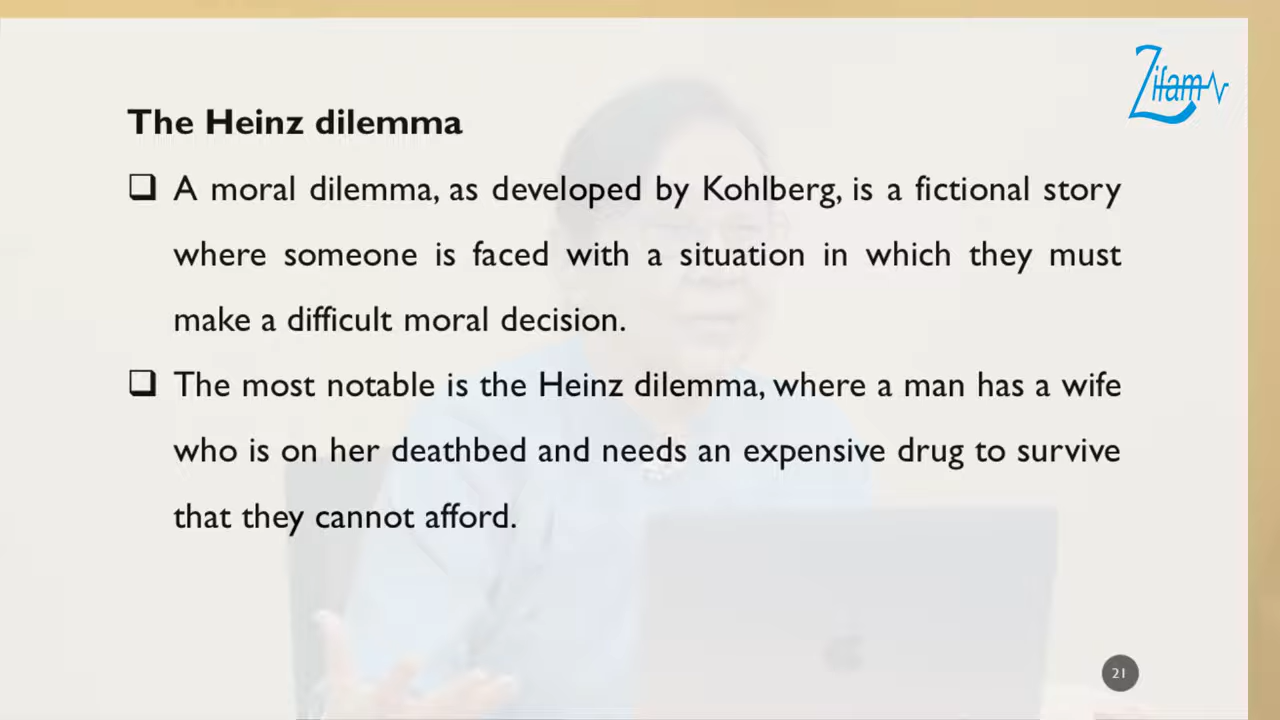 Zifam
The Heinz dilemma
❑ A moral dilemma, as developed by Kohlberg, is a fictional story
where someone is faced with a situation in which they must
make a difficult moral decision.
❑ The most notable is the Heinz dilemma, where a man has a wife
who is on her deathbed and needs an expensive drug to survive
that they cannot afford.
21